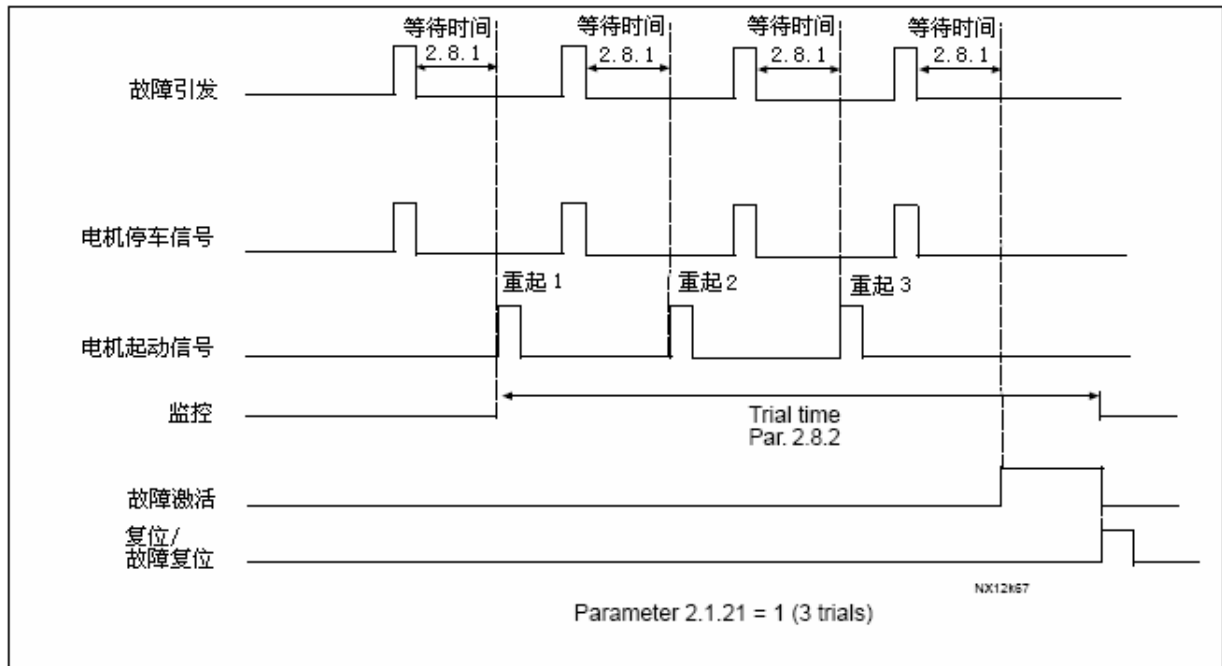 等待时间 等待时间 等待时间 等待时间
2.8.1 2.8.1 2.8.1 2.8.1
故障引发
电机停车信号
重起 1 重起 2 重起 3
电机起动信号
监控
Trial time
Par. 2.8.2
故障激活
复位/
故障复位
NX12k67
Parameter 2.1.21 = 1 (3 trials)